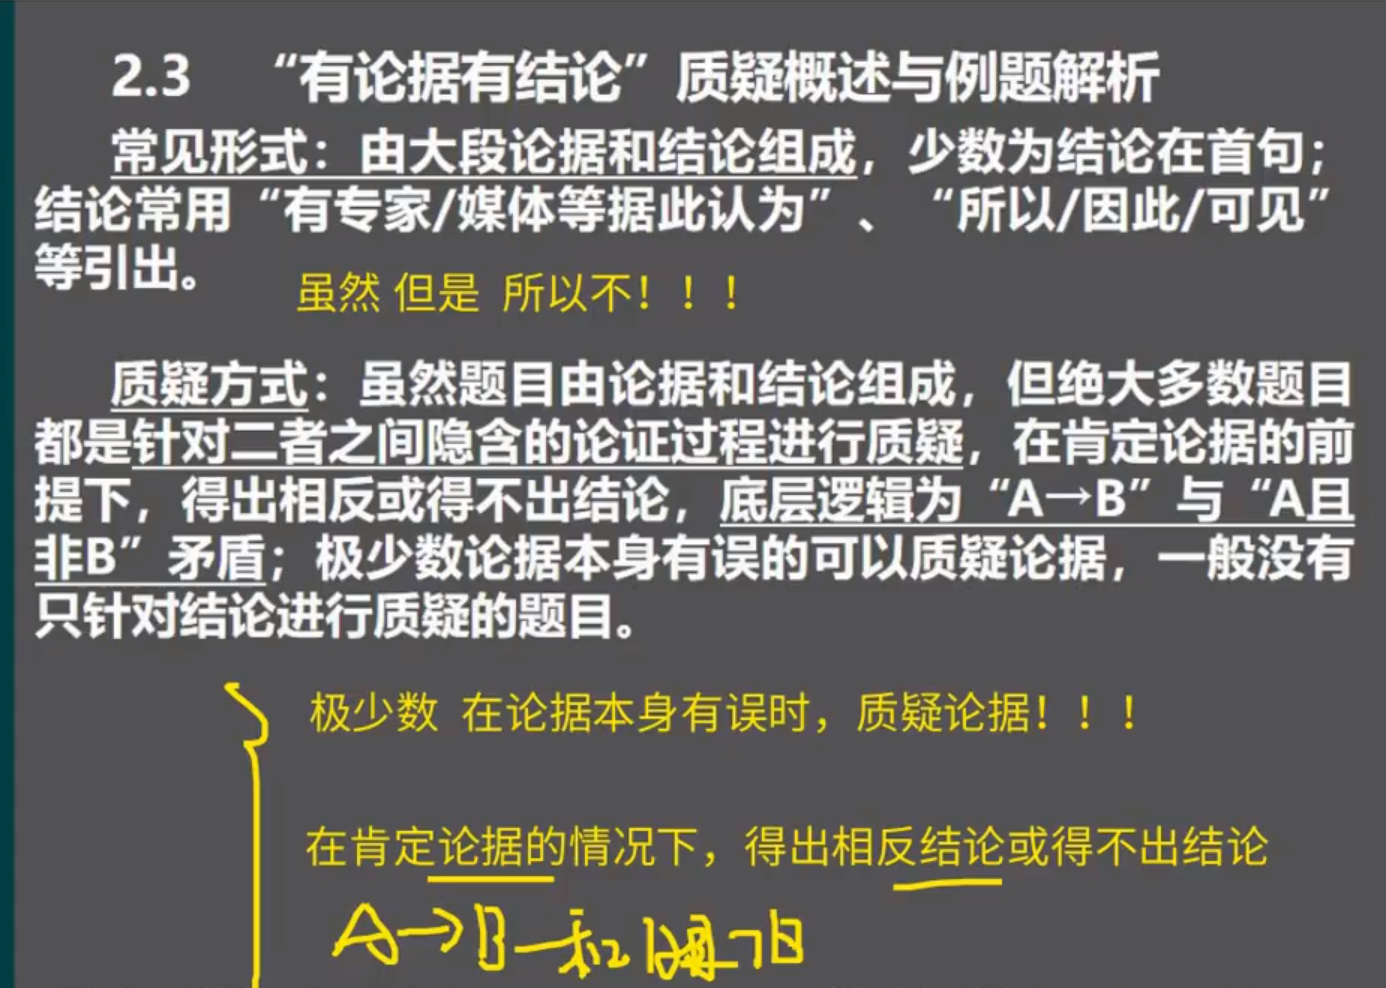 2.3 “有论据有结论”质疑概述与例题解析
常见形式：由大段论据和结论组成，少数为结论在首句；
结论常用“有专家/媒体等据此认为”、“所以/因此/可见”
等引出。
虽然 但是 所以不！！！
质疑方式：虽然题目由论据和结论组成，但绝大多数题目
都是针对二者之间隐含的论证过程进行质疑，在肯定论据的前
提下，得出相反或得不出结论，底层逻辑为“A→B”与“A且
非B”矛盾；极少数论据本身有误的可以质疑论据，一般没有
只针对结论进行质疑的题目。
极少数 在论据本身有误时，质疑论据！！！
在肯定论据的情况下，得出相反结论或得不出结论
A→B 和